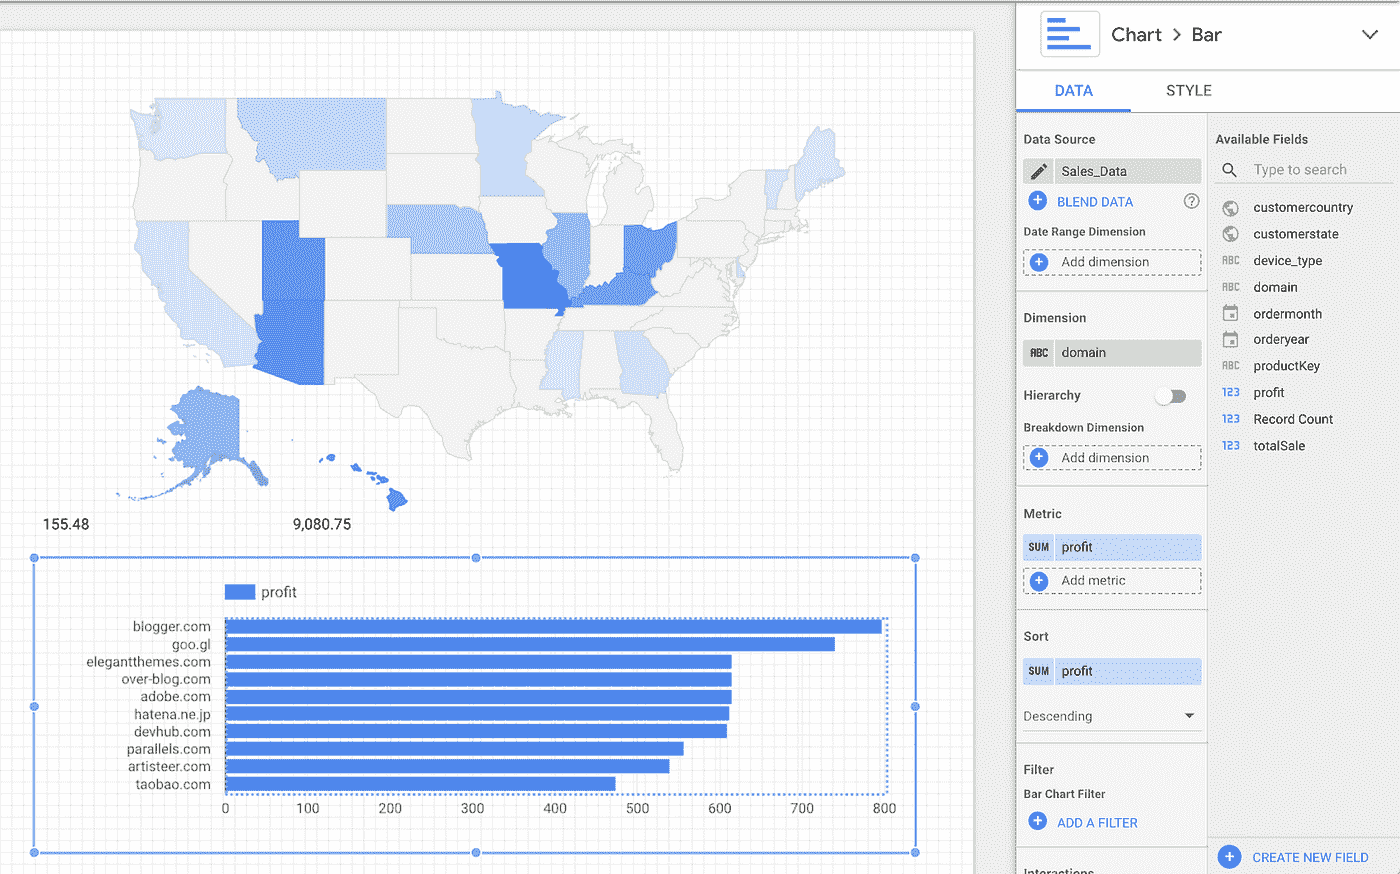 155.48
9,080.75
profit
blogger.com
goo.gl
elegantthemes.com
over-blog.com
adobe.com
hatena.ne.jp
devhub.com
parallels.com
artisteer.com
taobao.com
0 100 200 300 400 500 600 700 800
Chart > Bar
DATA STYLE
Data Source
Sales_Data
BLEND DATA
Date Range Dimension
Add dimension
Dimension
ABC domain
Hierarchy
Breakdown Dimension
Add dimension
Metric
SUM profit
Add metric
Sort
SUM profit
Descending
Filter
Bar Chart Filter
ADD A FILTER
Interactions
Available Fields
Type to search
customercountry
customerstate
ABC device_type
ABC domain
ordermonth
orderyear
ABC productKey
123 profit
123 Record Count
123 totalSale
CREATE NEW FIELD